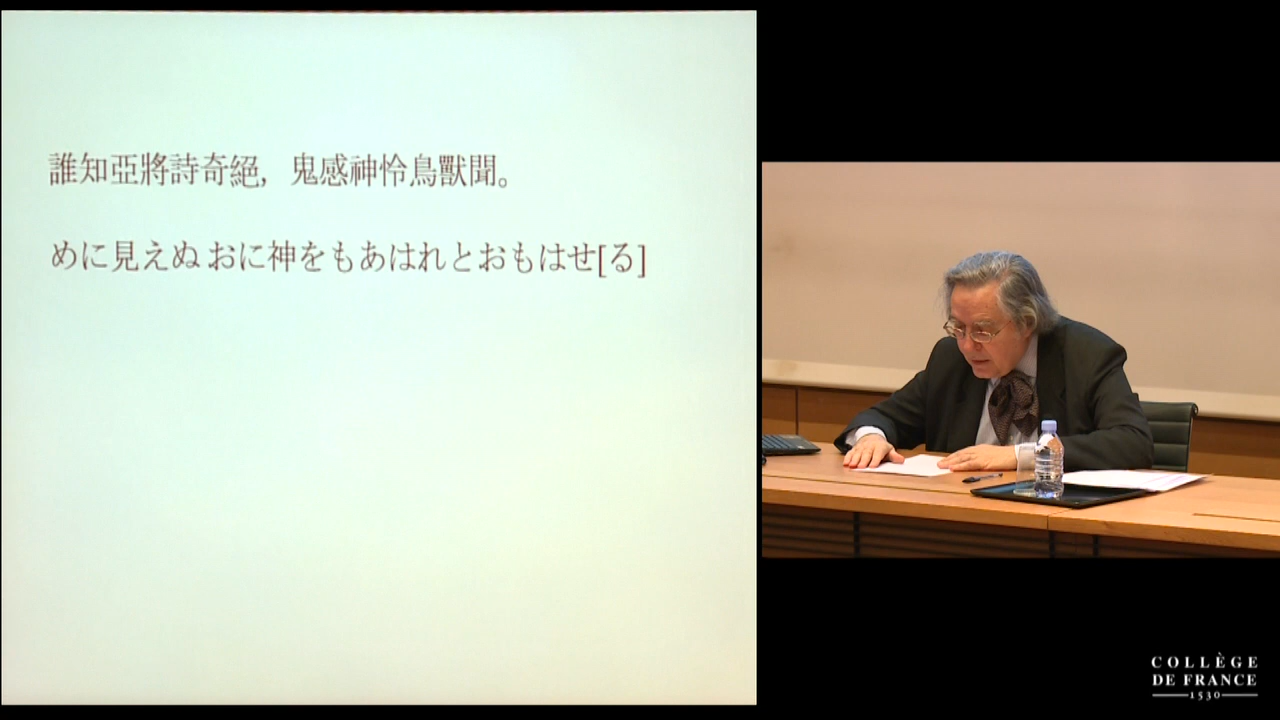 誰知亞將詩奇絕，鬼感神怜鳥獸聞。
めに見えぬ おに神をもあはれとおもはせ[る]
COLLÈGE
DE FRANCE
1530